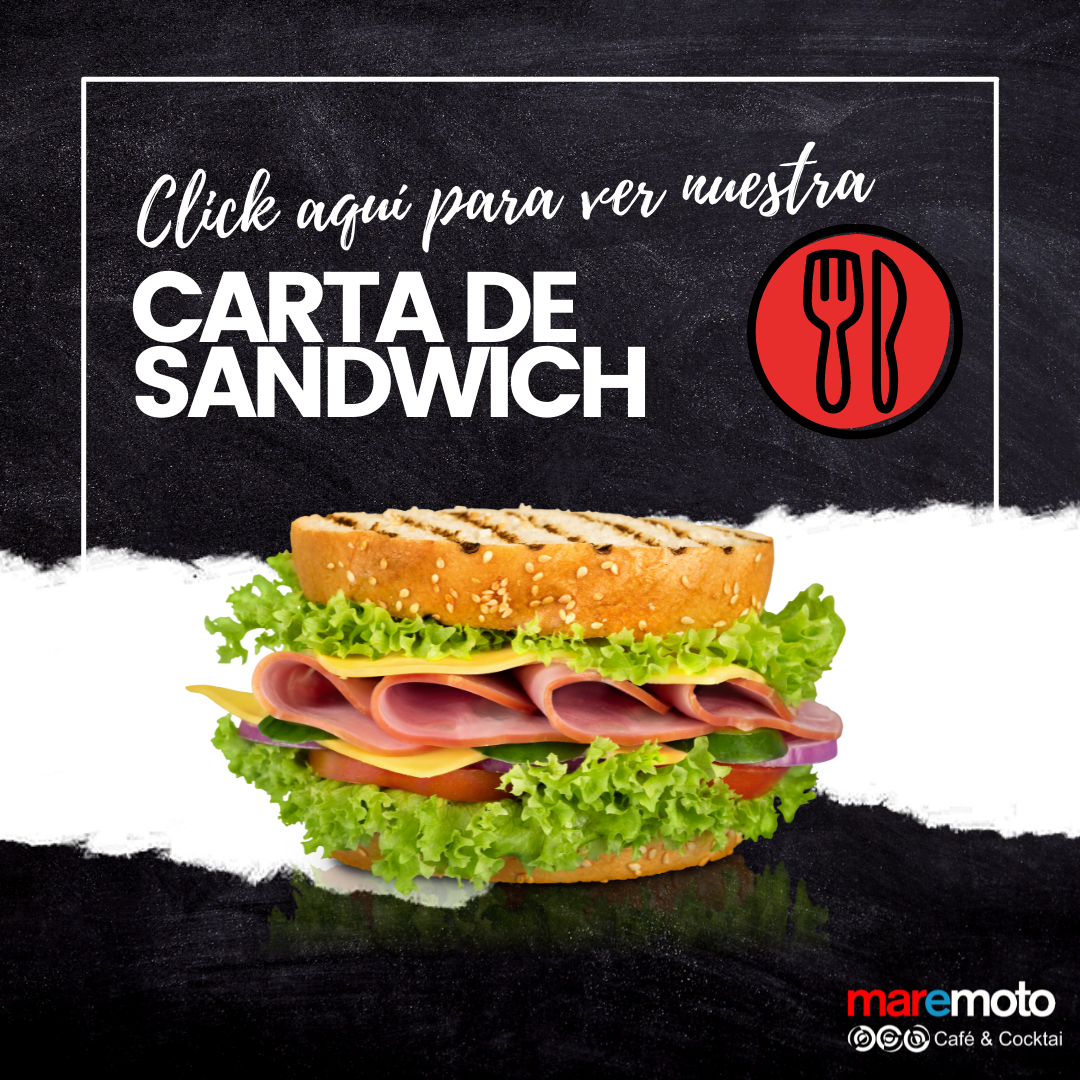 Click aquí para ver nuestra
CARTA DE
SANDWICH
maremoto
Café & Cocktai